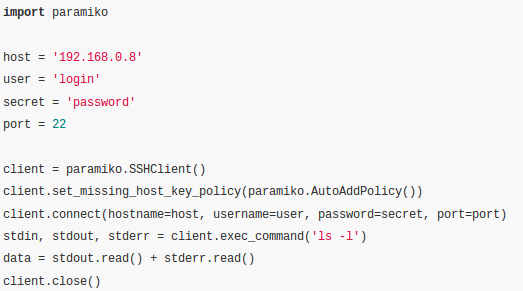 import paramiko
host = '192.168.0.8'
user = 'login'
secret = 'password'
port = 22
client = paramiko.SSHClient()
client.set_missing_host_key_policy(paramiko.AutoAddPolicy())
client.connect(hostname=host, username=user, password=secret, port=port)
stdin, stdout, stderr = client.exec_command('ls -l')
data = stdout.read() + stderr.read()
client.close()